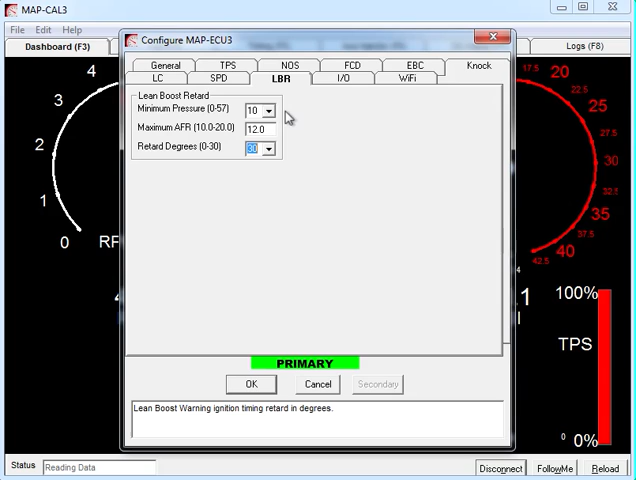 MAP-CAL3
File Edit Help
Dashboard (F3)
Logs (F8)
Configure MAP-ECU3
General TPS NOS FCD EBC Knock
LC SPD LBR I/O WiFi
Lean Boost Retard
Minimum Pressure (0-57) 10
Maximum AFR (10.0-20.0) 12.0
Retard Degrees (0-30) 30
4
3
2
1
0
RP
17.5
20
22.5
25
27.5
30
32.5
35
37.5
40
42.5
4
4
.1
I
100%
TPS
0
0%
PRIMARY
OK Cancel Secondary
Lean Boost Warning ignition timing retard in degrees.
Status Reading Data
Disconnect FollowMe Reload